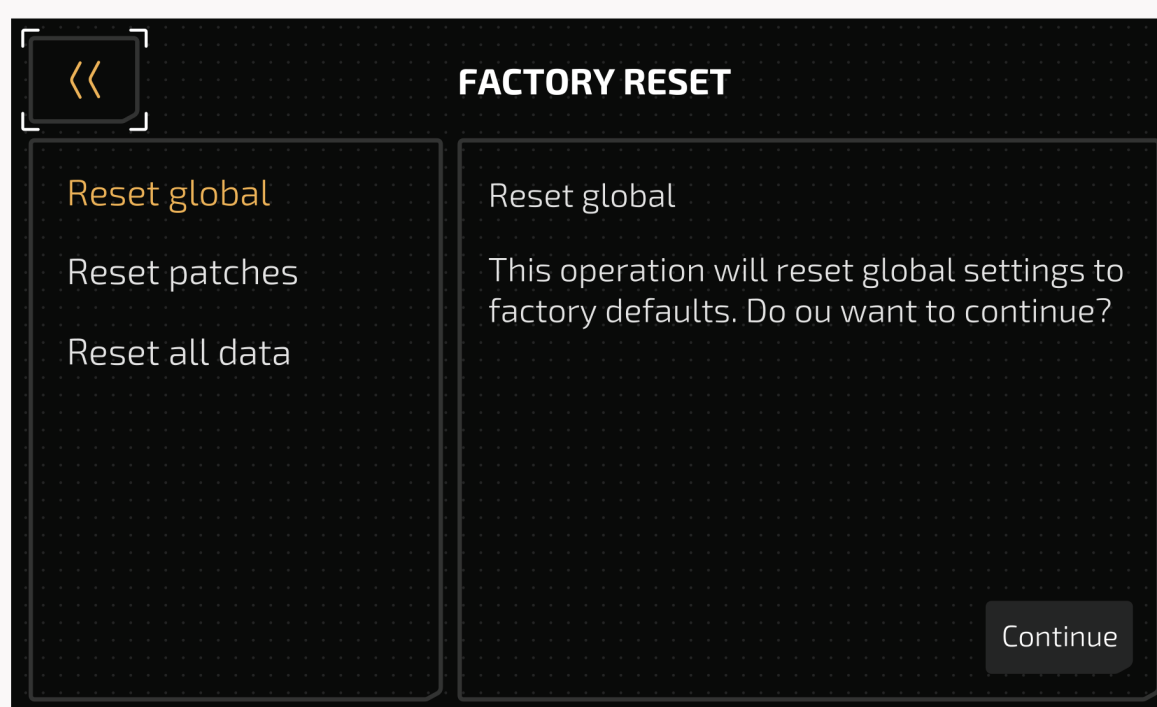 FACTORY RESET
Reset global
Reset patches
Reset all data
Reset global
This operation will reset global settings to
factory defaults. Do ou want to continue?
Continue